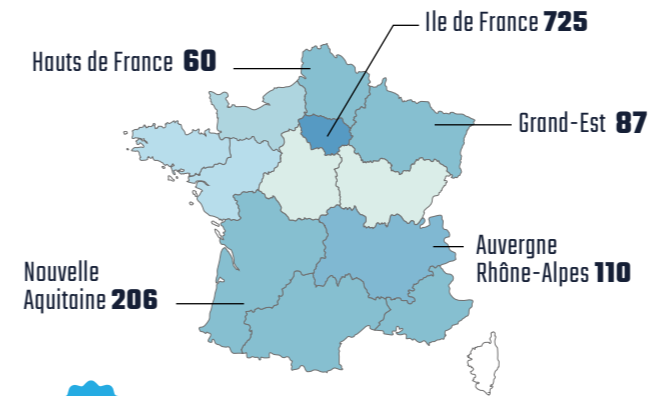 Ile de France 725
Hauts de France 60
Grand-Est 87
Auvergne
Rhône-Alpes 110
Nouvelle
Aquitaine 206